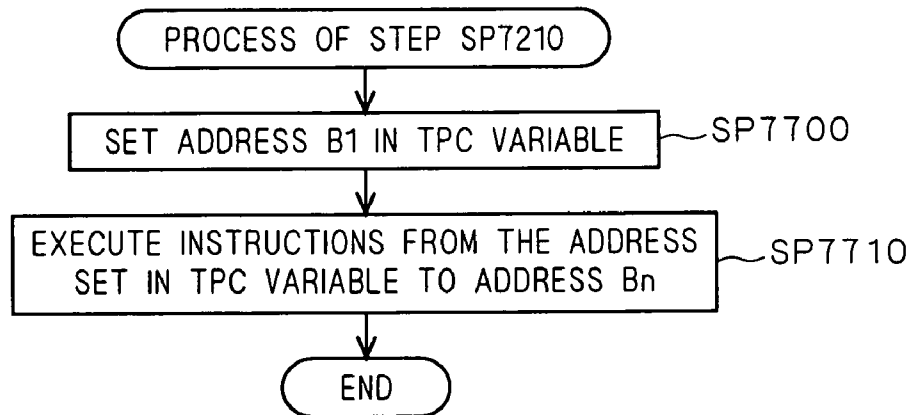 PROCESS OF STEP SP7210
SET ADDRESS B1 IN TPC VARIABLE
SP7700
EXECUTE INSTRUCTIONS FROM THE ADDRESS
SET IN TPC VARIABLE TO ADDRESS Bn
SP7710
END